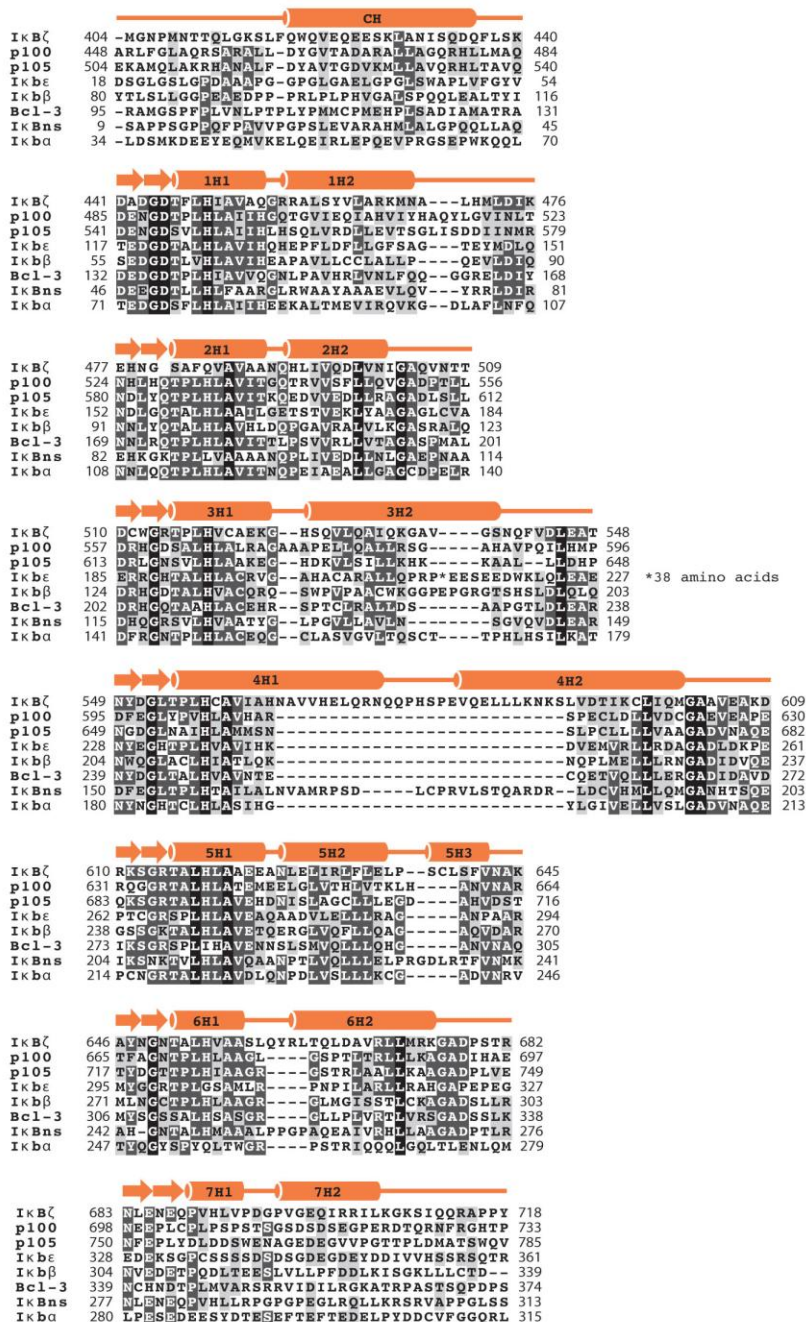 CH
IκBζ 404 -MGNPMNTTQLGKSLFQWQVEQEESKLANISQDQFLSK 440
p100 448 ARLFGLAQRSARALLDYGVTADARALLAGQRHLLMAQ 484
p105 504 EKAMQLAKRHANALFDYAVTGDVKMLLAVQRHLTAVQ 540
Iκbε 18 DSGLGSLGPDAAAPGGPGLGAELGPGLSWAPLVFGYV 54
Iκbβ 80 YTLSLLGGPEAEDPPPRLPLPHVGALSPQQLEALTYI 116
Bcl-3 95 -RAMGSPFPLVNLPTPLYPMMCPMEHPLSADIAMATRA 131
IκBns 9 -SAPPSGPPQFPAVVPGPSLEVARAHMLALGPQQLLAQ 45
Iκbα 34 -LDSMKDEEYEQMVKELQEIRLEPQEVPRGSEPWKQQL 70
1H1 1H2
IκBζ 441 DADGDTFLHIAVAQGRRALSYVLARKMNA--LHMLDIK 476
p100 485 DENGDTPLHLAIIHGQTGVIEQIAHVIYHAQYLGVINLT 523
p105 541 DENGDSVLHLAIIHLHSQLVRDLLEVTSGLISDDIINMR 579
Iκbε 117 TEDGDTALHLAVIHQHEPFLDFLLGFSAG--TEYMDLQ 151
Iκbβ 55 SEDGDTLVHLAVIHEAPAVLLCCLALLP---QEVLDIQ 90
Bcl-3 132 DEDGDTPLHIAVVQGNLPAVHRLVNLFQQ--GGRELDIY 168
IκBns 46 DEEGDTLLHLFAARGLRWAAYAAAEVLQV---YRRLDIR 81
Iκbα 71 TEDGDSFLHLAIIHEEKALTMEVIRQVKG--DLAFLNFQ 107
2H1 2H2
IκBζ 477 EHNG SAFQVAVAANQHLIVQDLVNIGAQVNTT 509
p100 524 NHLHQTPLHLAVITGQTRVVSFLLQVGADPTLL 556
p105 580 NDLYQTPLHLAVITKQEDVVEDLLRAGADLSLL 612
Iκbε 152 NDLGQTALHLAAILGETSTVEKLYAAGAGLCVA 184
Iκbβ 91 NNLYQTALHLAVHLDQPGAVRALVLKGASRALQ 123
Bcl-3 169 NNLRQTPLHLAVITTLPSVVRLLVTAGASPMAL 201
IκBns 82 EHKGKTPLLVAAAANQPLIVEDLLNLGAEPNAA 114
Iκbα 108 NNLQQTPLHLAVITNQPEIAEALLGAGCDPELR 140
3H1 3H2
IκBζ 510 DCWGRTPLHVCAEKG--HSQVLQAIQKGAV----GSNQFVDLEAT 548
p100 557 DRHGDSALHLALRAGAAAPELLQALLRSG-----AHAVPQILHMP 596
p105 613 DRLGNSVLHLAAKEG--HDKVLSILLKHK-----KAAL-LLDHP 648
Iκbε 185 ERRGHTALHLACRVG--AHACARALLQPRP*EESEEDWKLQLEAE 227 *38 amino acids
Iκbβ 124 DRHGDTALHVACRRQ--SWPVPAACWKGGPEPGRGTSHSLDLQLQ 203
Bcl-3 202 DRHGQTAAHLACEHR--SPTCLRALLDS------AAPGTLDLEAR 238
IκBns 115 DHQGRSVLHVAATYG--LPGVLLAVLN-------SGVQVDLEAR 149
Iκbα 141 DFRGNTPLHLACEQG--CLASVGVLTQSCT----TPHLHSILKAT 179
4H1 4H2
IκBζ 549 NYDGLTPLHCAVIAHNAVVHELQRNQQPHSPEVQELLLKNKSLVDTIKCLIQMGAAVEAKD 609
p100 595 DFEGLYPVHLAVHAR----------------------------SPECLDLLVDCGAEVEAPE 630
p105 649 NGDGLNAIHLAMMSN----------------------------SLPCLLLLVAAGADVNAQE 682
Iκbε 228 NYEGHTPLHVAVIHK----------------------------DVEMVRLLRDAGADLDKPE 261
Iκbβ 204 NWQGLACLHIATLQK----------------------------NQPLMELLLRNGADIDVQE 237
Bcl-3 239 NYDGLTALHVAVNTE----------------------------CQETVQLLLERGADIDAVD 272
IκBns 150 DFEGLTPLHTAILALNVAMRPSD-----LCPRVLSTQARDR--LDCVHMLLQMGANHTSQE 203
Iκbα 180 NYNGHTCLHLASIHG----------------------------YLGIVELLVSLGADVNAQE 213
5H1 5H2 5H3
IκBζ 610 RKSGRTALHLAAEEANLELIRLFLELP--SCLSFVNAK 645
p100 631 RQGGRTALHLATEMEELGLVTHLVTKLH----ANVNAR 664
p105 683 QKSGRTALHLAVEHDNISLAGCLLLEGD----AHVDST 716
Iκbε 262 PTCGRSPLHLAVEAQAADVLELLLRAG-----ANPAAR 294
Iκbβ 238 GSSGKTALHLAVETQERGLVQFLLQAG-----AQVDAR 270
Bcl-3 273 IKSGRSPLIHAVENNSLSMVQLLLQHG-----ANVNAQ 305
IκBns 204 IKSNKTVLHLAVQAANPTLVQLLLELPRGDLRTFVNMK 241
Iκbα 214 PCNGRTALHLAVDLQNPDLVSLLLKCG-----ADVNRV 246
6H1 6H2
IκBζ 646 AYNGNTALHVAASLQYRLTQLDAVRLLMRKGADPSTR 682
p100 665 TFAGNTPLHLAAGL----GSPTLTRLLLKAGADIHAE 697
p105 717 TYDGTTPLHIAAGR----GSTRLAALLKAAGADPLVE 749
Iκbε 295 MYGGRTPLGSAMLR----PNPILARLLRAHGAPEPEG 327
Iκbβ 271 MLNGCTPLHLAAGR----GLMGISSTLCKAGADSLLR 303
Bcl-3 306 MYSGSSALHSASGR----GLLPLVRTLVRSGADSSLK 338
IκBns 242 AH-GNTALHMAAALPPGPAQEAIVRHLLAAGADPTLR 276
Iκbα 247 TYQGYSPYQLTWGR----PSTRIQQQLGQLTLENLQM 279
7H1 7H2
IκBζ 683 NLENEQPVHLVPDGPVGEQIRRILKGKSIQQRAPPY 718
p100 698 NEEPLCPLPSPSTSGSDSDSEGPERDTQRNFRGHTP 733
p105 750 NFEPLYDLDDSWENAGEDGEGVVPGTTPLDMATSWQV 785
Iκbε 328 EDEKSGPCSSSSDSDSGDEGDEYDDIVVHSSRSQTR 361
Iκbβ 304 NVEDETPQDLTEESLVLLPFDDLKISGKLLLCTD-- 339
Bcl-3 339 NCHNDTPLMVARSRRVIDILRGKATRPASTSQPDPS 374
IκBns 277 NLENEQPVHLLRPGPGPEGLRQLLKRSRVAPPGLSS 313
Iκbα 280 LPESEDEESYDTESEFTEFTEDELPYDDCVFGGQRL 315